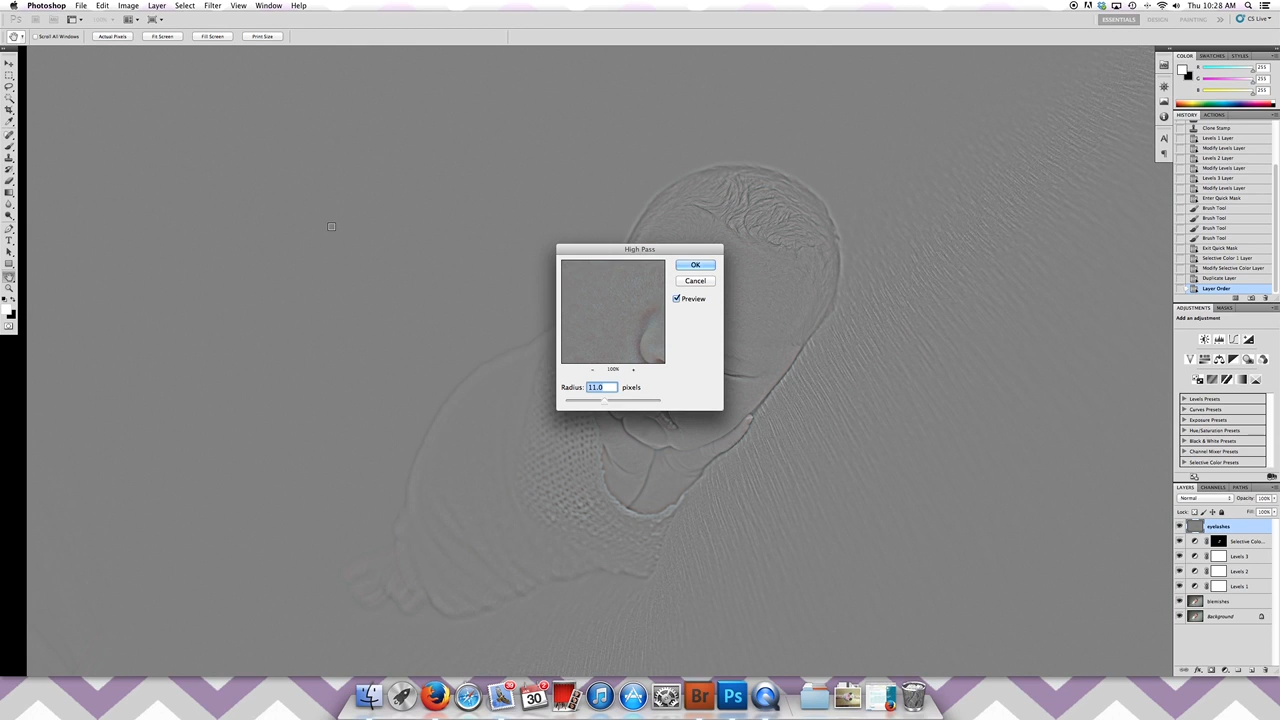 Photoshop File Edit Image Layer Select Filter View Window Help Thu 10:28 AM
Ps 100% ESSENTIALS DESIGN PAINTING CS Live
Scroll All Windows Actual Pixels Fit Screen Fill Screen Print Size
COLOR SWATCHES STYLES
R 255
G 255
B 255
HISTORY ACTIONS
Clone Stamp
Levels 1 Layer
Modify Levels Layer
Levels 2 Layer
Modify Levels Layer
Levels 3 Layer
Modify Levels Layer
Enter Quick Mask
Brush Tool
Brush Tool
Brush Tool
Brush Tool
Exit Quick Mask
Selective Color 1 Layer
Modify Selective Color Layer
Duplicate Layer
Layer Order
High Pass
OK
Cancel
Preview
100%
Radius: 11.0 pixels
ADJUSTMENTS MASKS
Add an adjustment
Levels Presets
Curves Presets
Exposure Presets
Hue/Saturation Presets
Black & White Presets
Channel Mixer Presets
Selective Color Presets
LAYERS CHANNELS PATHS
Normal Opacity: 100%
Lock: Fill: 100%
eyelashes
Selective Colo...
Levels 3
Levels 2
Levels 1
blemishes
Background
30 Br Ps